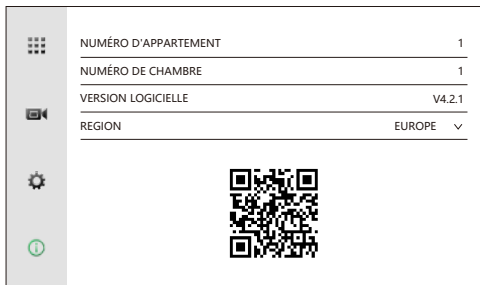 NUMÉRO D'APPARTEMENT 1
NUMÉRO DE CHAMBRE 1
VERSION LOGICIELLE V4.2.1
REGION EUROPE